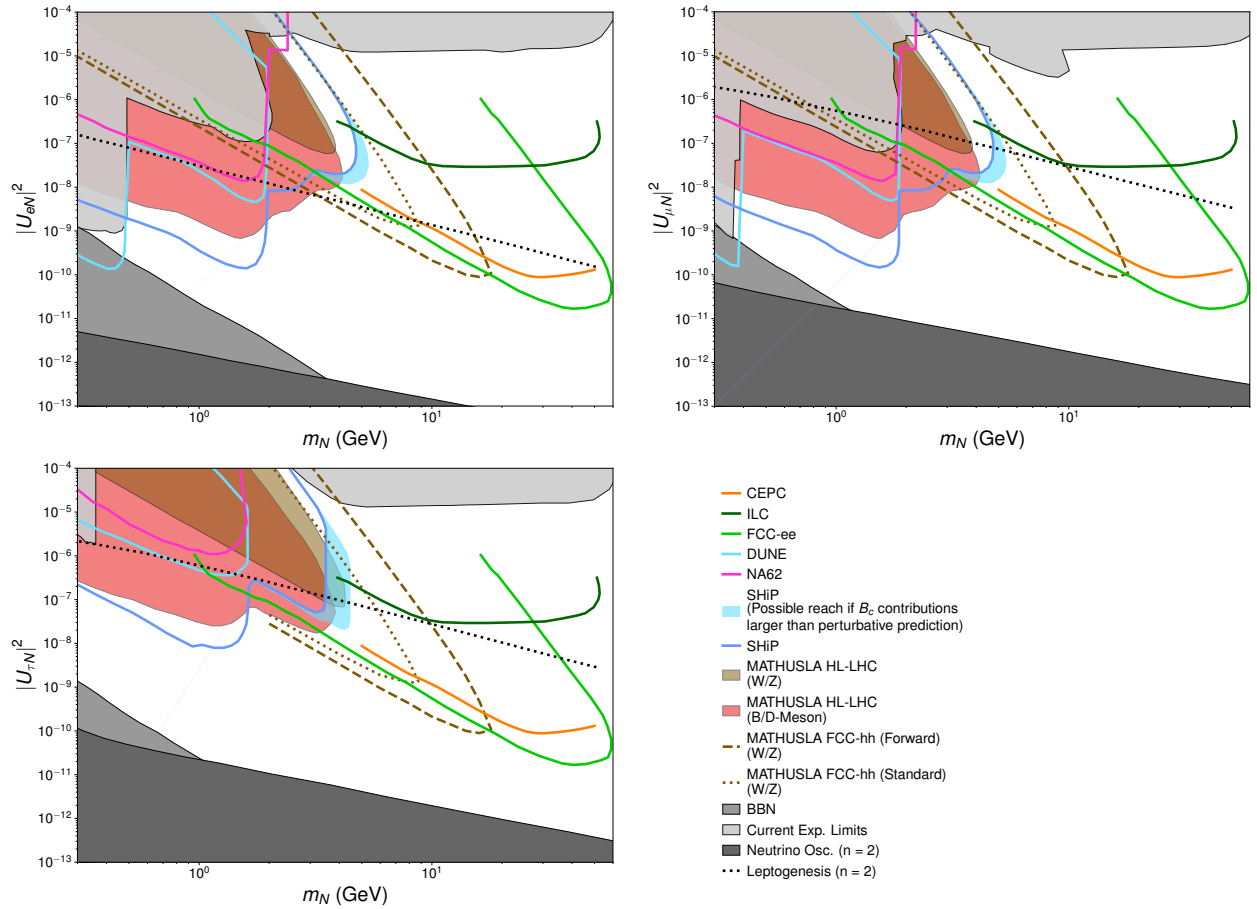 10^{-4}
10^{-5}
10^{-6}
10^{-7}
10^{-8}
10^{-9}
10^{-10}
10^{-11}
10^{-12}
10^{-13}
|U_{eN}|^2
10^0
10^1
m_N (GeV)
10^{-4}
10^{-5}
10^{-6}
10^{-7}
10^{-8}
10^{-9}
10^{-10}
10^{-11}
10^{-12}
10^{-13}
|U_{μN}|^2
10^0
10^1
m_N (GeV)
10^{-4}
10^{-5}
10^{-6}
10^{-7}
10^{-8}
10^{-9}
10^{-10}
10^{-11}
10^{-12}
10^{-13}
|U_{τN}|^2
10^0
10^1
m_N (GeV)
CEPC
ILC
FCC-ee
DUNE
NA62
SHiP
(Possible reach if B_c contributions
larger than perturbative prediction)
SHiP
MATHUSLA HL-LHC
(W/Z)
MATHUSLA HL-LHC
(B/D-Meson)
MATHUSLA FCC-hh (Forward)
(W/Z)
MATHUSLA FCC-hh (Standard)
(W/Z)
BBN
Current Exp. Limits
Neutrino Osc. (n = 2)
Leptogenesis (n = 2)